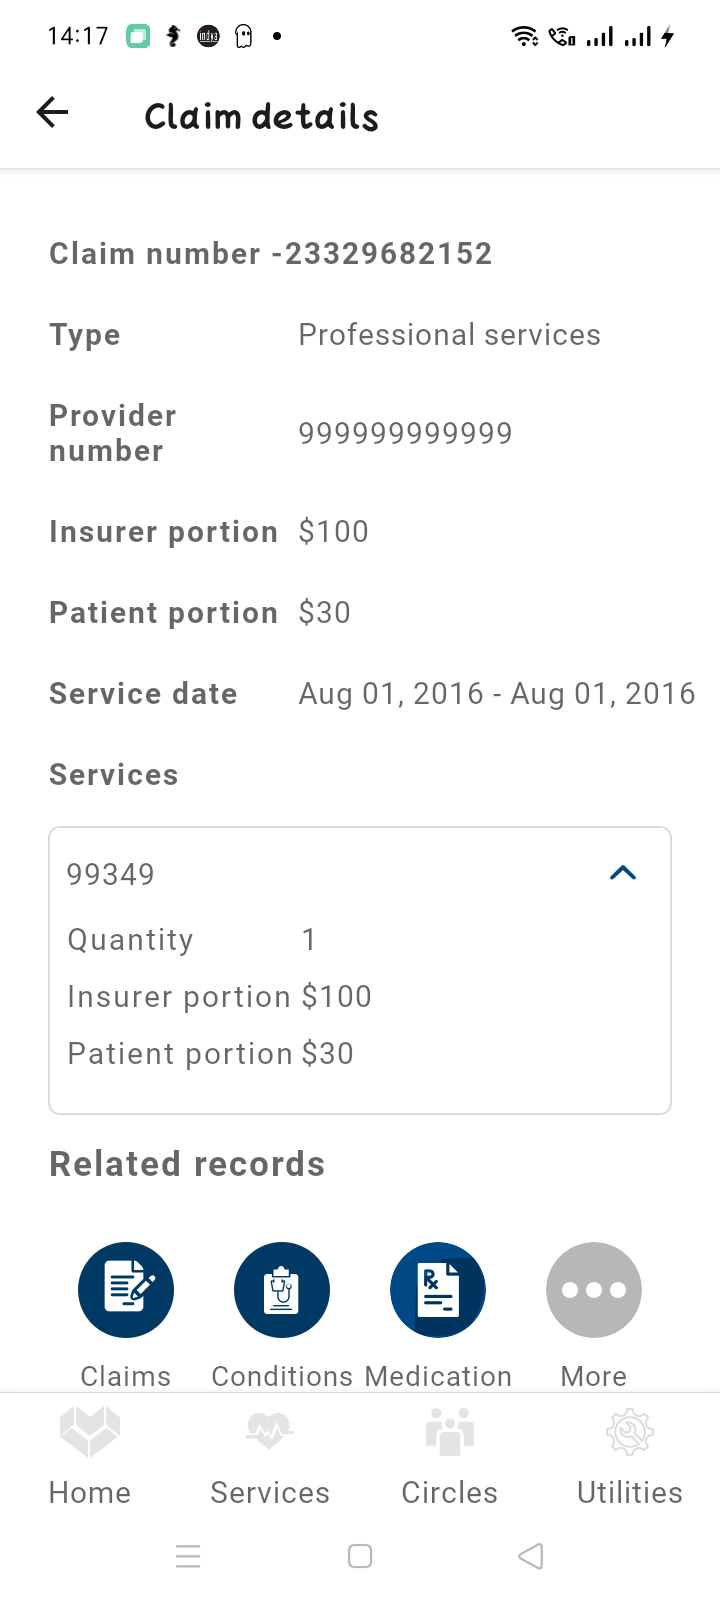 14:17
Claim details
Claim number -23329682152
Type Professional services
Provider number 999999999999
Insurer portion $100
Patient portion $30
Service date Aug 01, 2016 - Aug 01, 2016
Services
99349
Quantity 1
Insurer portion $100
Patient portion $30
Related records
Claims Conditions Medication More
Home Services Circles Utilities